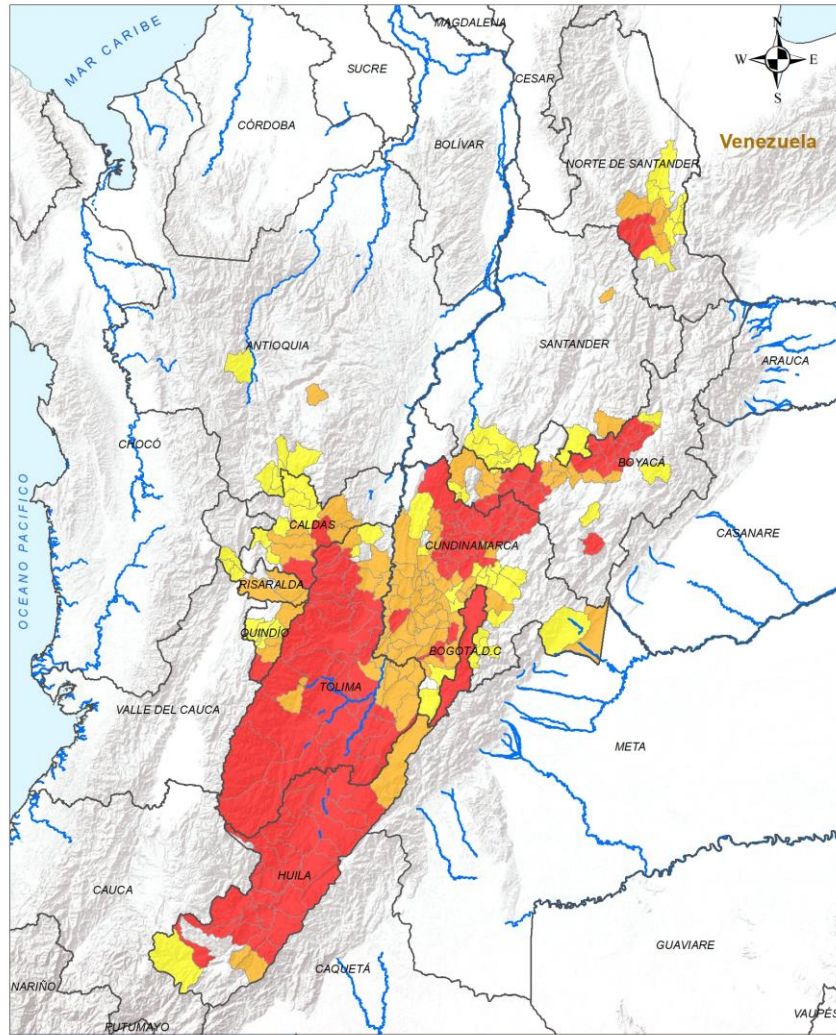 MAGDALENA
MAR CARIBE
SUCRE
CESAR
N
W
E
S
CÓRDOBA
BOLÍVAR
Venezuela
NORTE DE SANTANDER
ANTIOQUIA
SANTANDER
ARAUCA
CHOCÓ
BOYACÁ
CALDAS
CUNDINAMARCA
CASANARE
OCEANO PACIFICO
RISARALDA
QUINDÍO
BOGOTÁ, D.C
TOLIMA
VALLE DEL CAUCA
META
HUILA
CAUCA
GUAVIARE
CAQUETÁ
NARIÑO
VAUPÉS
PUTUMAYO